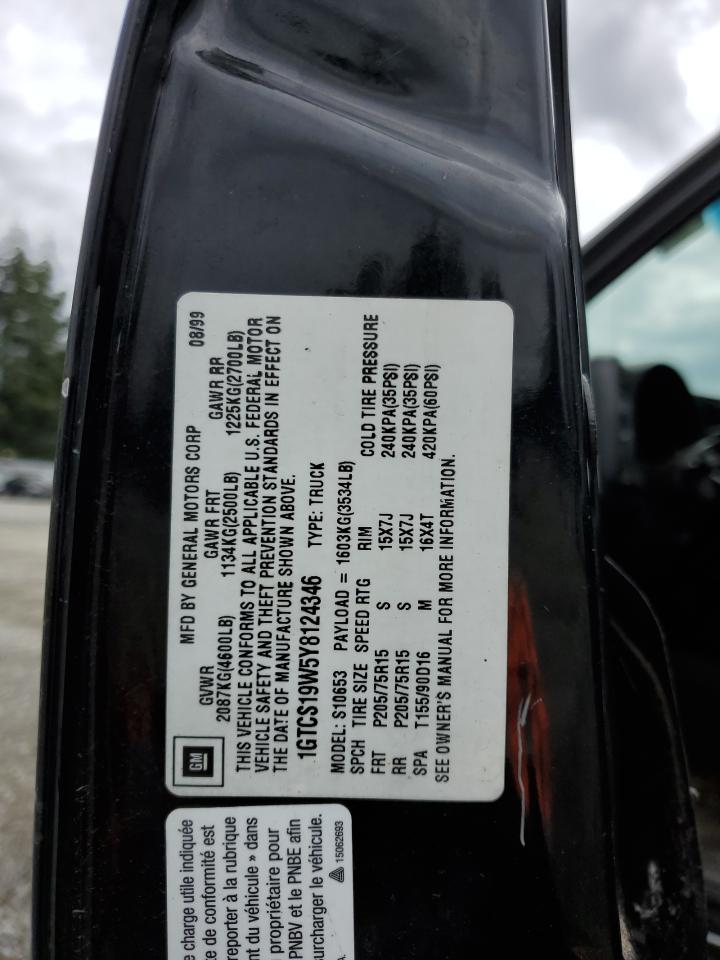 MFD BY GENERAL MOTORS CORP 08/99
GVWR GAWR FRT GAWR RR
2087KG(4600LB) 1134KG(2500LB) 1225KG(2700LB)
THIS VEHICLE CONFORMS TO ALL APPLICABLE U.S. FEDERAL MOTOR
VEHICLE SAFETY AND THEFT PREVENTION STANDARDS IN EFFECT ON
THE DATE OF MANUFACTURE SHOWN ABOVE.
1GTCS19W5Y8124346 TYPE: TRUCK
MODEL: S10653 PAYLOAD = 1603KG(3534LB)
SPCH TIRE SIZE SPEED RTG RIM COLD TIRE PRESSURE
FRT P205/75R15 S 15X7J 240KPA(35PSI)
RR P205/75R15 S 15X7J 240KPA(35PSI)
SPA T155/90D16 M 16X4T 420KPA(60PSI)
SEE OWNER'S MANUAL FOR MORE INFORMATION.
GM
charge utile indiquée
de conformité est
reporter à la rubrique
du véhicule » dans
propriétaire pour
PNBV et le PNBE afin
surcharger le véhicule.
15062693